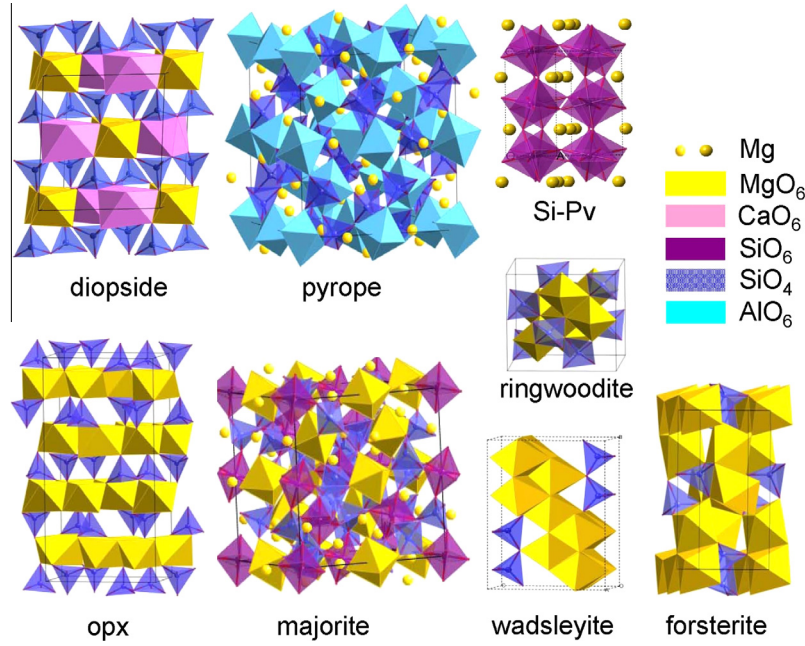 Mg
MgO₆
CaO₆
SiO₆
SiO₄
AlO₆
diopside
pyrope
Si-Pv
ringwoodite
opx
majorite
wadsleyite
forsterite